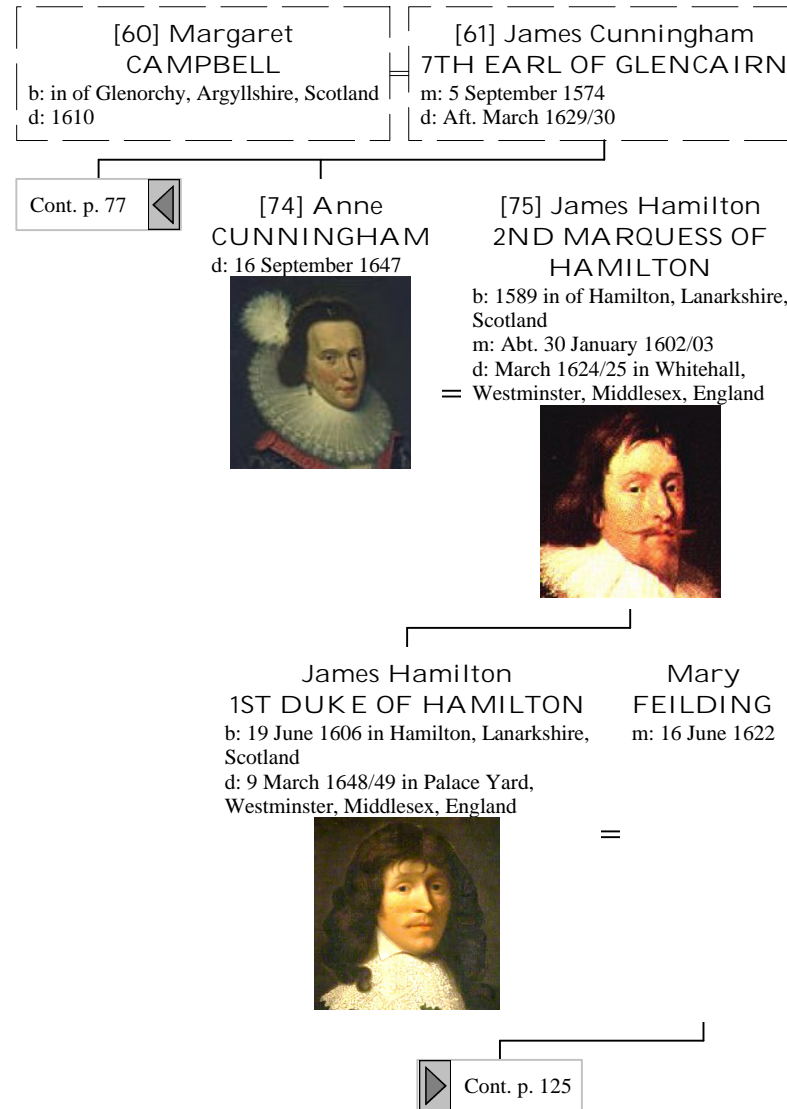 [60] Margaret
CAMPBELL
b: in of Glenorchy, Argyllshire, Scotland
d: 1610
[61] James Cunningham
7TH EARL OF GLENCAIRN
m: 5 September 1574
d: Aft. March 1629/30
=
Cont. p. 77
[74] Anne
CUNNINGHAM
d: 16 September 1647
=
[75] James Hamilton
2ND MARQUESS OF
HAMILTON
b: 1589 in of Hamilton, Lanarkshire,
Scotland
m: Abt. 30 January 1602/03
d: March 1624/25 in Whitehall,
Westminster, Middlesex, England
James Hamilton
1ST DUKE OF HAMILTON
b: 19 June 1606 in Hamilton, Lanarkshire,
Scotland
d: 9 March 1648/49 in Palace Yard,
Westminster, Middlesex, England
=
Mary
FEILDING
m: 16 June 1622
Cont. p. 125